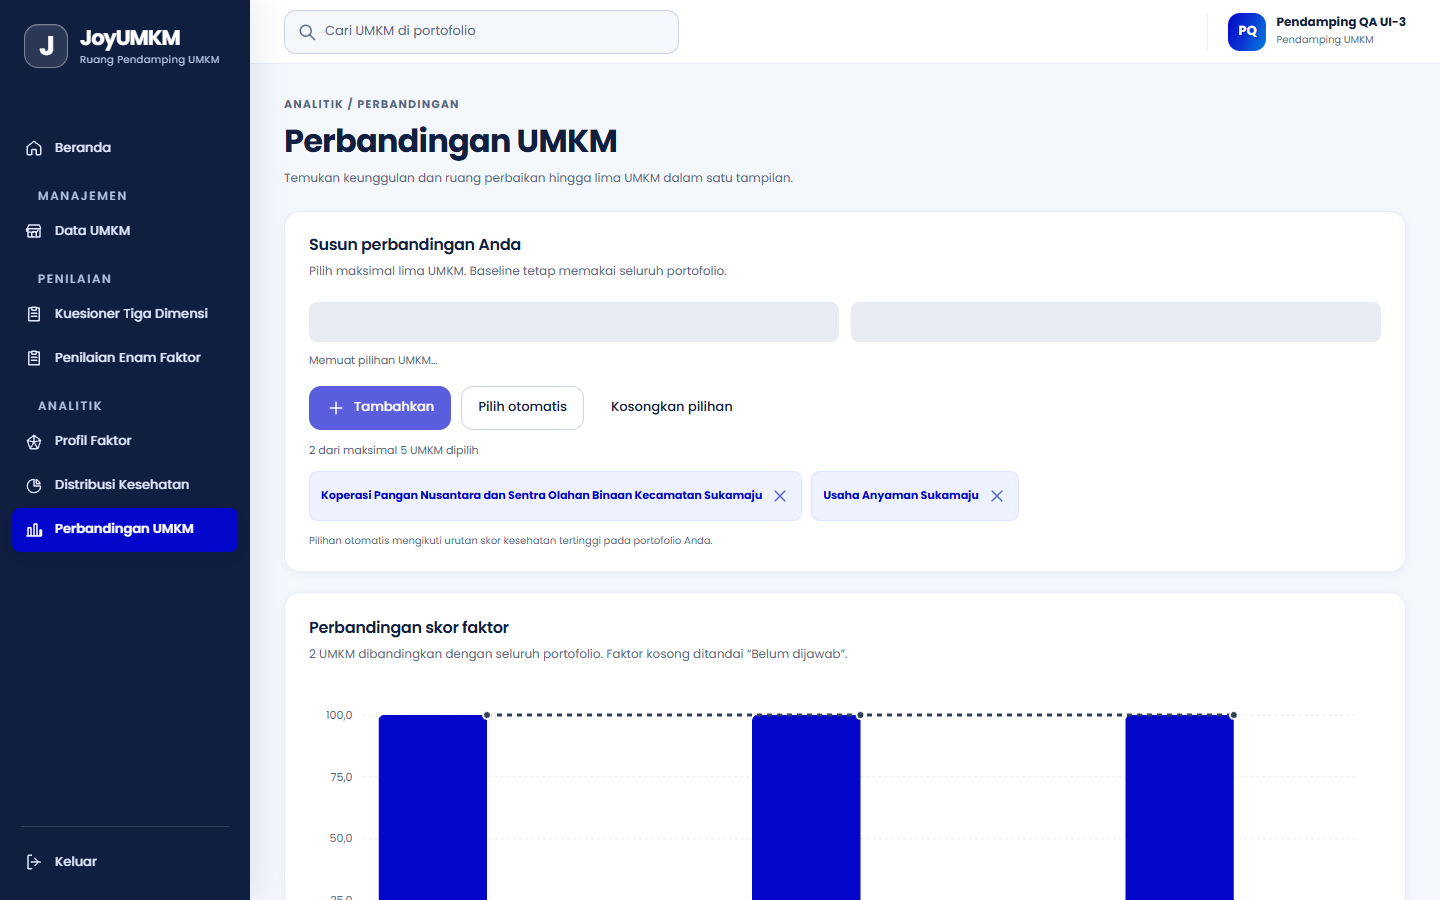 J
JoyUMKM
Ruang Pendamping UMKM
Cari UMKM di portofolio
PQ
Pendamping QA UI-3
Pendamping UMKM
Beranda
MANAJEMEN
Data UMKM
PENILAIAN
Kuesioner Tiga Dimensi
Penilaian Enam Faktor
ANALITIK
Profil Faktor
Distribusi Kesehatan
Perbandingan UMKM
Keluar
ANALITIK / PERBANDINGAN
Perbandingan UMKM
Temukan keunggulan dan ruang perbaikan hingga lima UMKM dalam satu tampilan.
Susun perbandingan Anda
Pilih maksimal lima UMKM. Baseline tetap memakai seluruh portofolio.
Memuat pilihan UMKM...
Tambahkan
Pilih otomatis
Kosongkan pilihan
2 dari maksimal 5 UMKM dipilih
Koperasi Pangan Nusantara dan Sentra Olahan Binaan Kecamatan Sukamaju
Usaha Anyaman Sukamaju
Pilihan otomatis mengikuti urutan skor kesehatan tertinggi pada portofolio Anda.
Perbandingan skor faktor
2 UMKM dibandingkan dengan seluruh portofolio. Faktor kosong ditandai “Belum dijawab”.
100,0
75,0
50,0
25,0